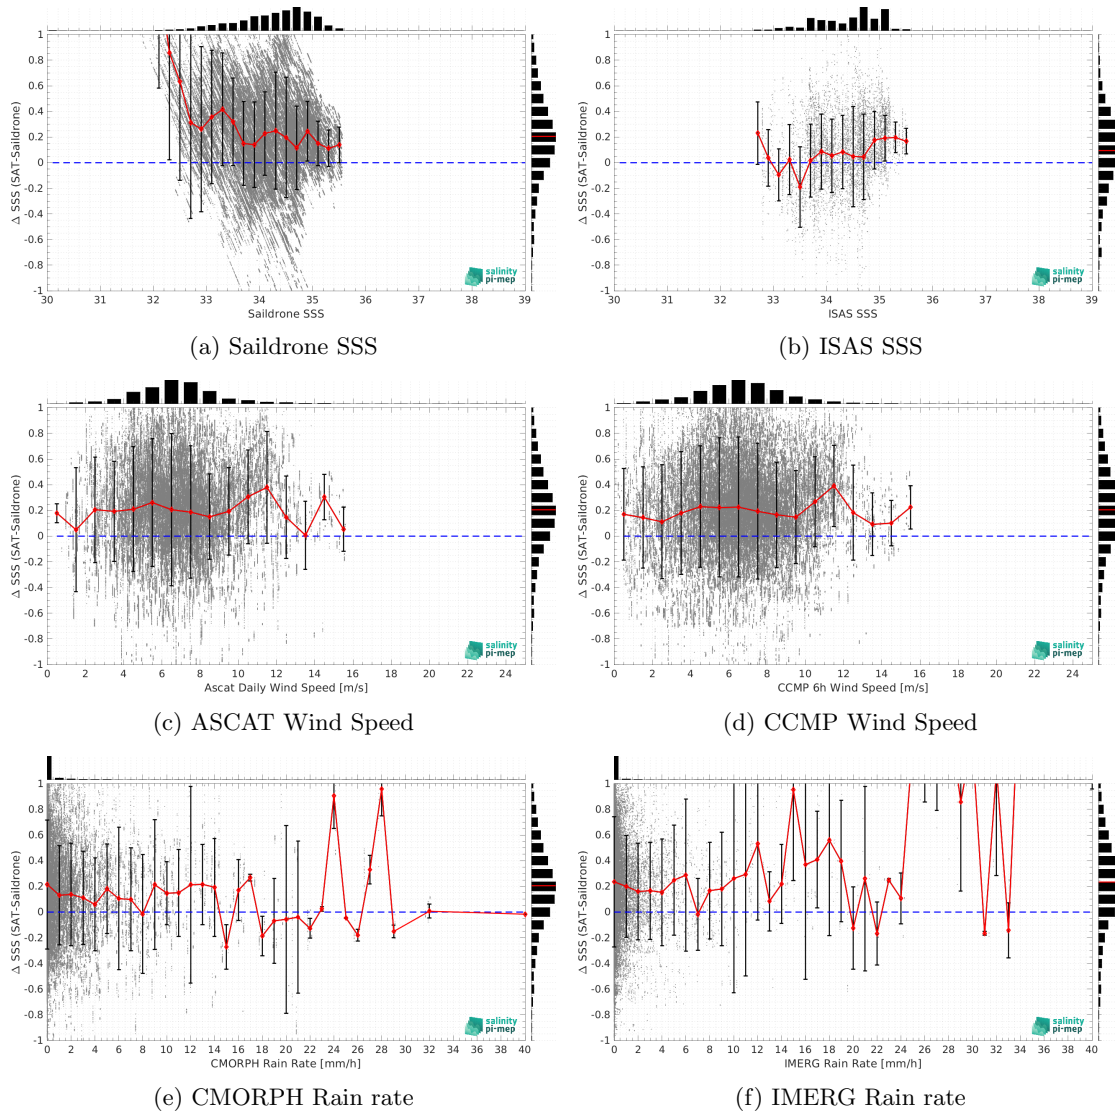 1
0.8
0.6
0.4
0.2
0
-0.2
-0.4
-0.6
-0.8
-1
Δ SSS (SAT-Saildrone)
30 31 32 33 34 35 36 37 38 39
Saildrone SSS
salinity
pi-mep
(a) Saildrone SSS
1
0.8
0.6
0.4
0.2
0
-0.2
-0.4
-0.6
-0.8
-1
Δ SSS (SAT-Saildrone)
30 31 32 33 34 35 36 37 38 39
ISAS SSS
salinity
pi-mep
(b) ISAS SSS
1
0.8
0.6
0.4
0.2
0
-0.2
-0.4
-0.6
-0.8
-1
Δ SSS (SAT-Saildrone)
0 2 4 6 8 10 12 14 16 18 20 22 24
Ascat Daily Wind Speed [m/s]
salinity
pi-mep
(c) ASCAT Wind Speed
1
0.8
0.6
0.4
0.2
0
-0.2
-0.4
-0.6
-0.8
-1
Δ SSS (SAT-Saildrone)
0 2 4 6 8 10 12 14 16 18 20 22 24
CCMP 6h Wind Speed [m/s]
salinity
pi-mep
(d) CCMP Wind Speed
1
0.8
0.6
0.4
0.2
0
-0.2
-0.4
-0.6
-0.8
-1
Δ SSS (SAT-Saildrone)
0 2 4 6 8 10 12 14 16 18 20 22 24 26 28 30 32 34 36 38 40
CMORPH Rain Rate [mm/h]
salinity
pi-mep
(e) CMORPH Rain rate
1
0.8
0.6
0.4
0.2
0
-0.2
-0.4
-0.6
-0.8
-1
Δ SSS (SAT-Saildrone)
0 2 4 6 8 10 12 14 16 18 20 22 24 26 28 30 32 34 36 38 40
IMERG Rain Rate [mm/h]
salinity
pi-mep
(f) IMERG Rain rate